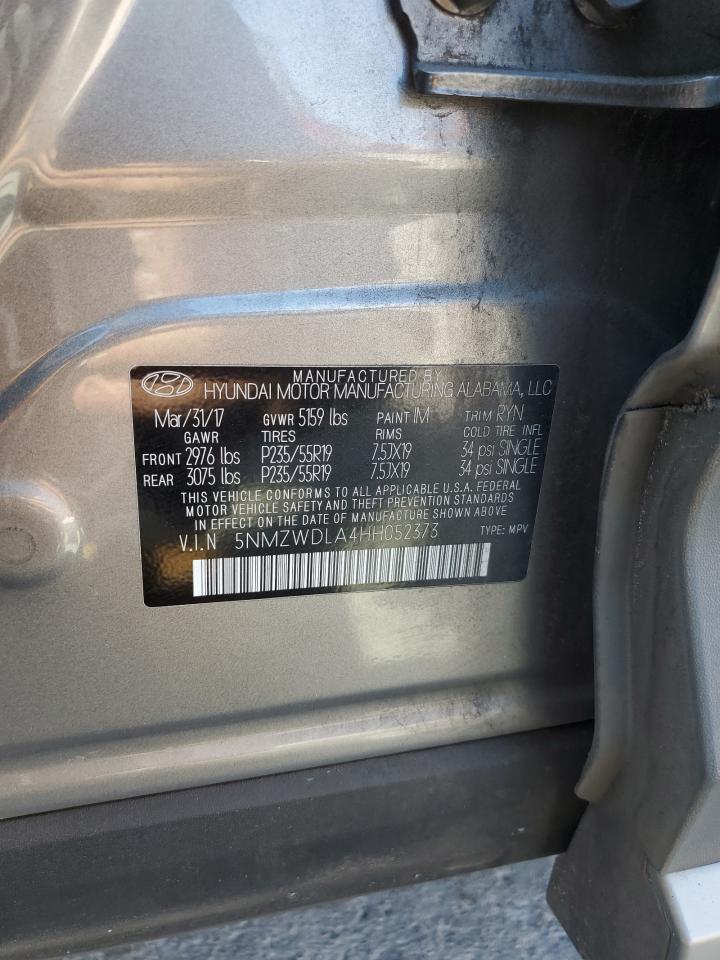 MANUFACTURED BY
HYUNDAI MOTOR MANUFACTURING ALABAMA, LLC
Mar/31/17 GVWR 5159 lbs PAINT IM TRIM RYN
GAWR TIRES RIMS COLD TIRE INFL
FRONT 2976 lbs P235/55R19 7.5JX19 34 psi SINGLE
REAR 3075 lbs P235/55R19 7.5JX19 34 psi SINGLE
THIS VEHICLE CONFORMS TO ALL APPLICABLE U.S.A. FEDERAL
MOTOR VEHICLE SAFETY AND THEFT PREVENTION STANDARDS
IN EFFECT ON THE DATE OF MANUFACTURE SHOWN ABOVE
V.I.N 5NMZWDLA4HH052373 TYPE: MPV